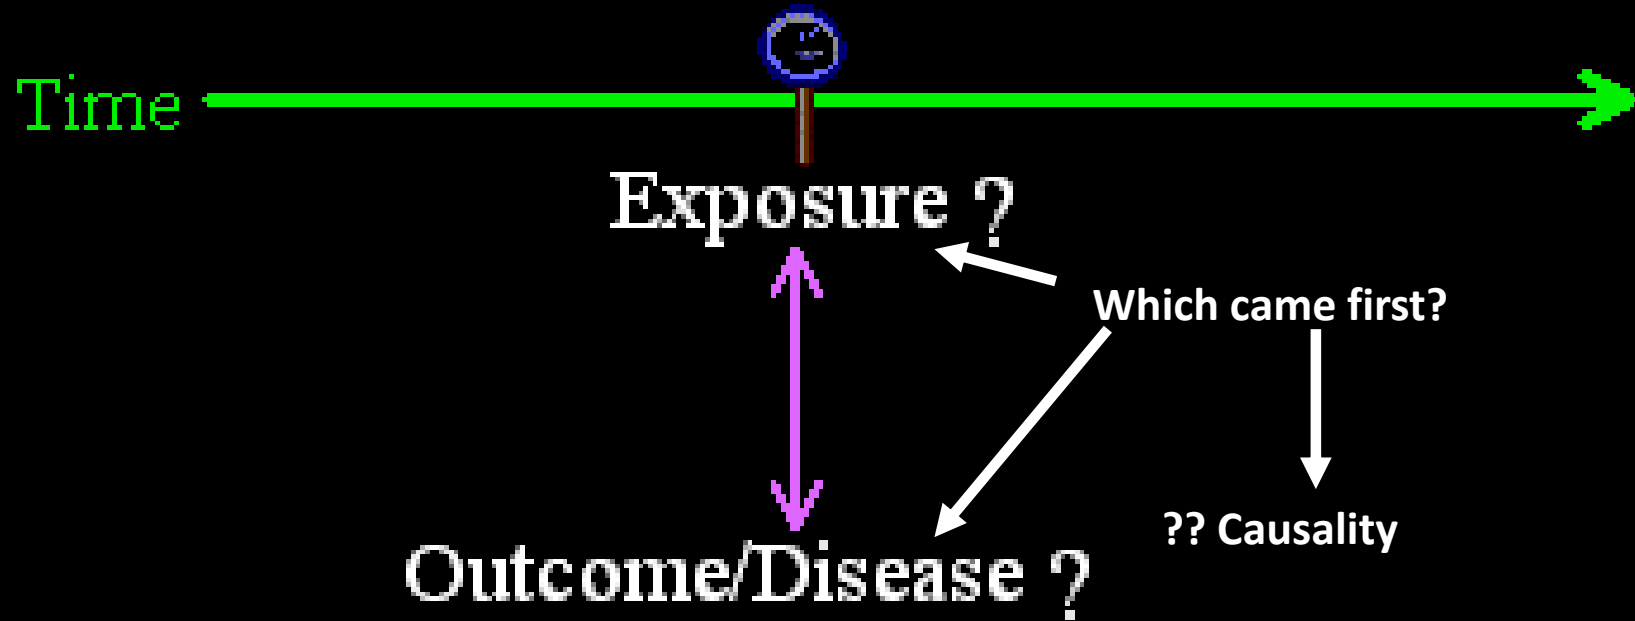 Time
Exposure ?
Which came first?
?? Causality
Outcome/Disease ?